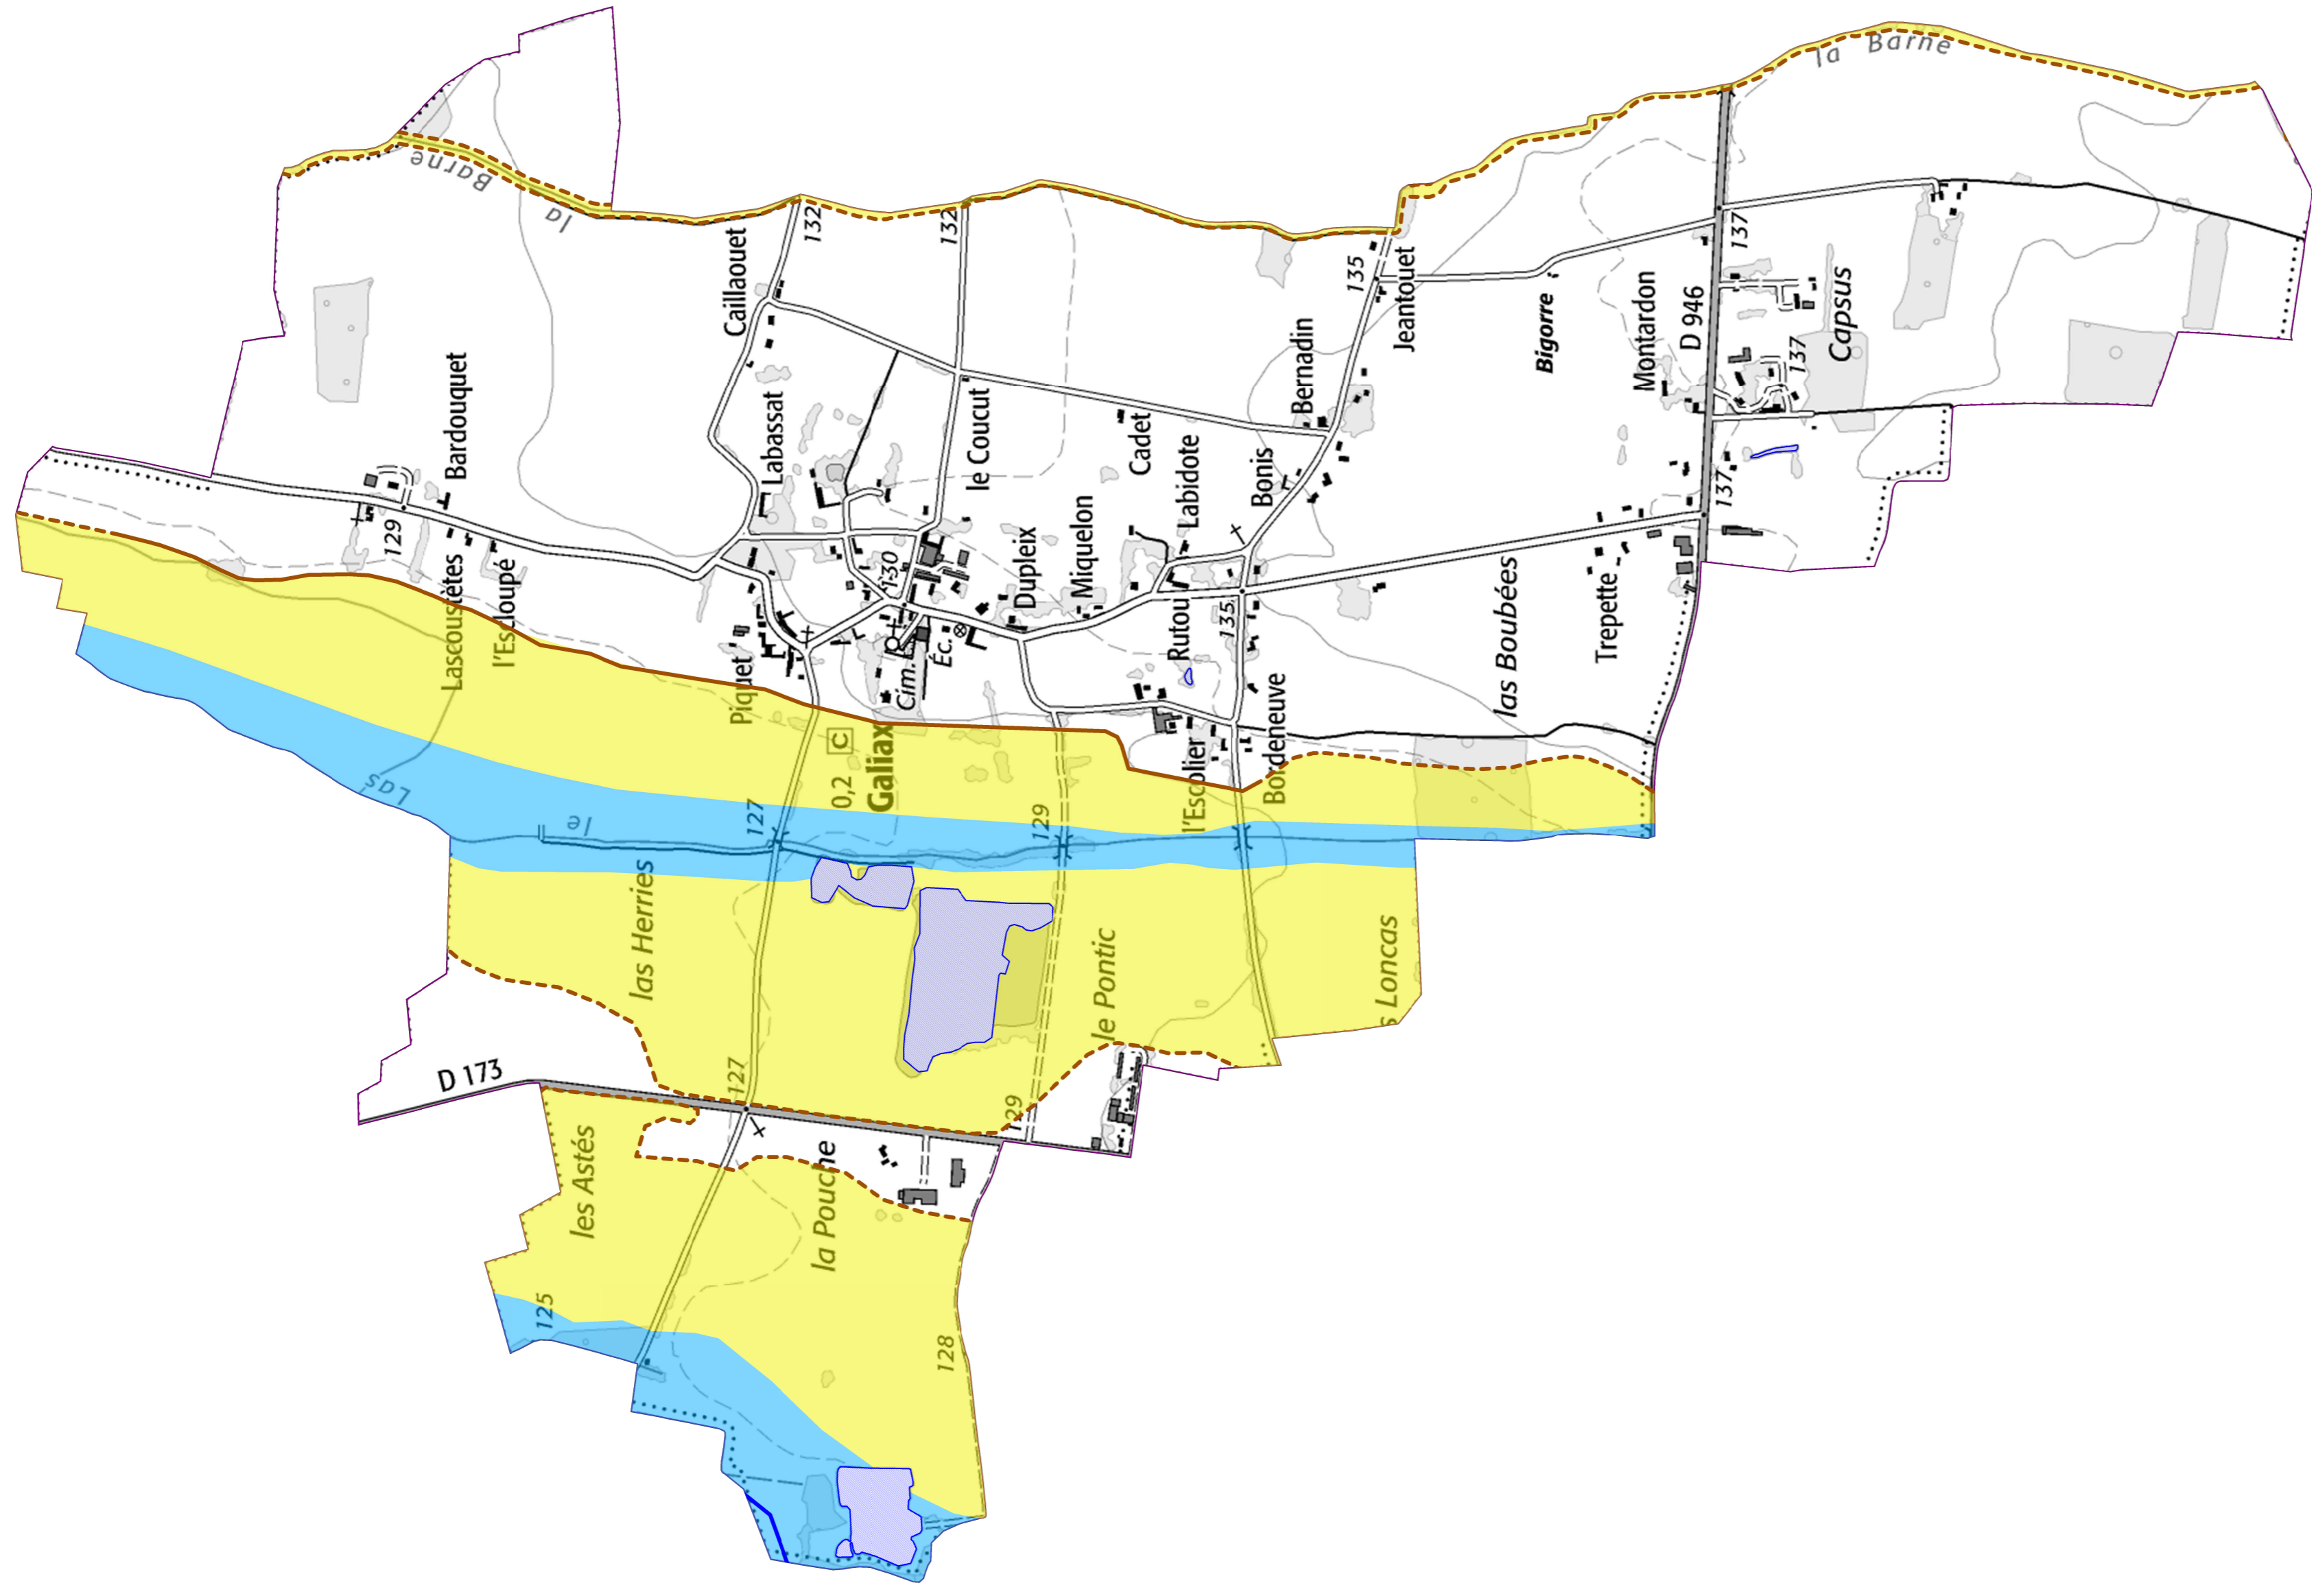 la Barne
la Barne
132
132
Caillaouet
135
Jeantouet
137
Bigorre
Montardon
D 946
Capsus
137
Bardouquet
Labassat
le Coucut
Bernadin
Cadet
Labidote
Bonis
137
129
Lascoustètes
l'Escloupé
130
Dupleix
Miquelon
Piquet
Cim.
Éc.
Rutou
135
las Boubées
Trepette
Bordeneuve
l'Escolier
0,2
C
Galiax
Las
le
127
129
las Herries
le Pontic
s Loncas
D 173
127
129
les Astés
la Pouche
125
128